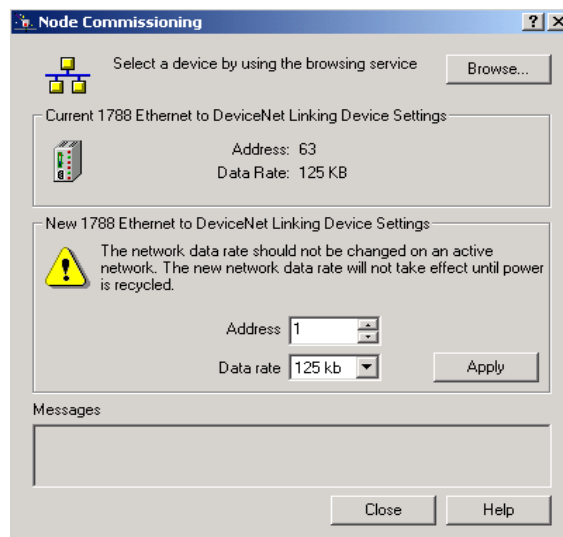 Node Commissioning
Select a device by using the browsing service
Browse...
Current 1788 Ethernet to DeviceNet Linking Device Settings
Address: 63
Data Rate: 125 KB
New 1788 Ethernet to DeviceNet Linking Device Settings
The network data rate should not be changed on an active
network. The new network data rate will not take effect until power
is recycled.
Address 1
Data rate 125 kb
Apply
Messages
Close Help